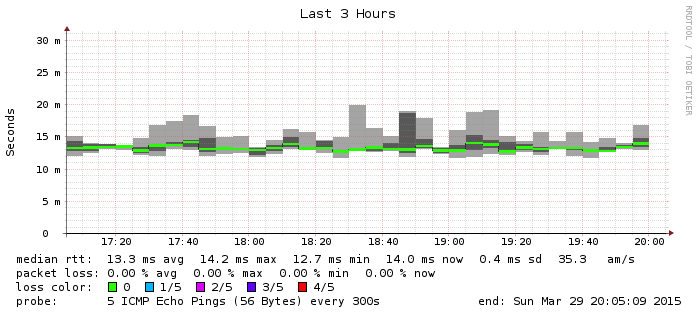 Last 3 Hours
RRDTOOL / TOBI OETIKER
Seconds
30 m
25 m
20 m
15 m
10 m
5 m
0
17:20 17:40 18:00 18:20 18:40 19:00 19:20 19:40 20:00
median rtt: 13.3 ms avg 14.2 ms max 12.7 ms min 14.0 ms now 0.4 ms sd 35.3 am/s
packet loss: 0.00 % avg 0.00 % max 0.00 % min 0.00 % now
loss color: 0 1/5 2/5 3/5 4/5
probe: 5 ICMP Echo Pings (56 Bytes) every 300s end: Sun Mar 29 20:05:09 2015